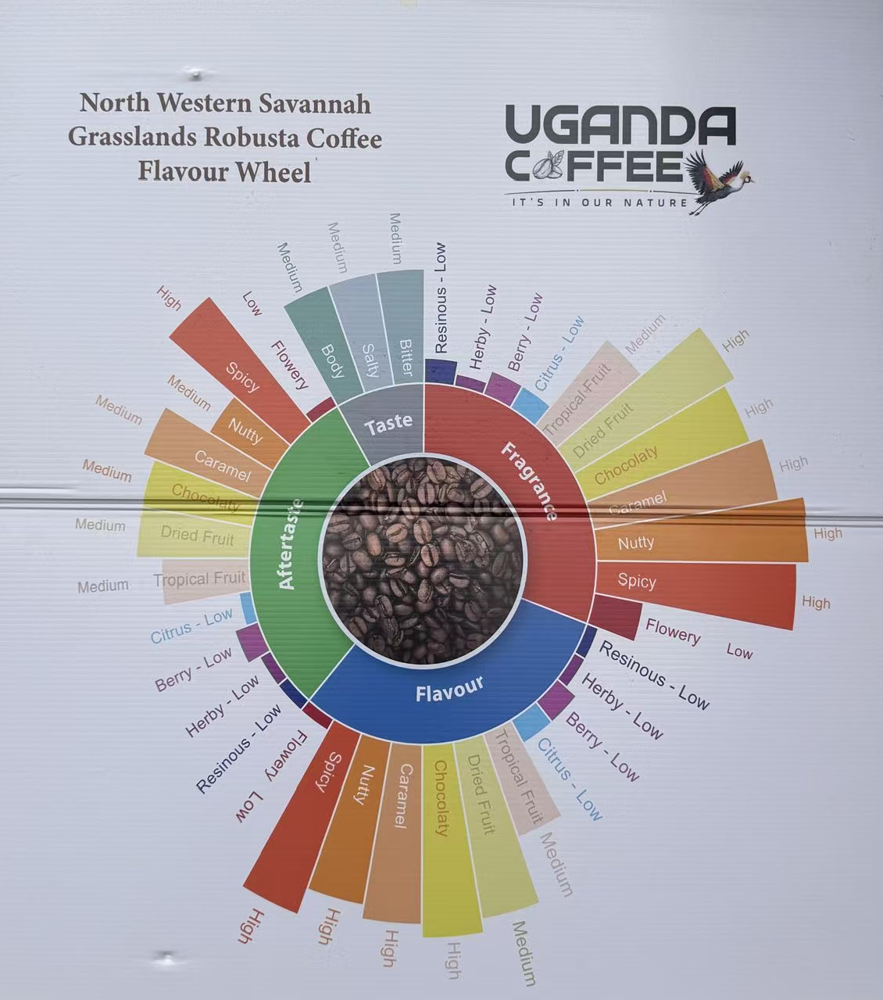 North Western Savannah
Grasslands Robusta Coffee
Flavour Wheel
UGANDA
COFFEE
IT'S IN OUR NATURE
Taste
Body
Medium
Salty
Medium
Bitter
Medium
Fragrance
Resinous - Low
Herby - Low
Berry - Low
Citrus - Low
Tropical Fruit
Medium
Dried Fruit
High
Chocolaty
High
Caramel
High
Nutty
High
Spicy
High
Flowery
Low
Flavour
Resinous - Low
Herby - Low
Berry - Low
Citrus - Low
Tropical Fruit
Medium
Dried Fruit
Medium
Chocolaty
High
Caramel
High
Nutty
High
Spicy
High
Flowery
Low
Aftertaste
Resinous - Low
Herby - Low
Berry - Low
Citrus - Low
Tropical Fruit
Medium
Dried Fruit
Medium
Chocolaty
Medium
Caramel
Medium
Nutty
Medium
Spicy
High
Flowery
Low